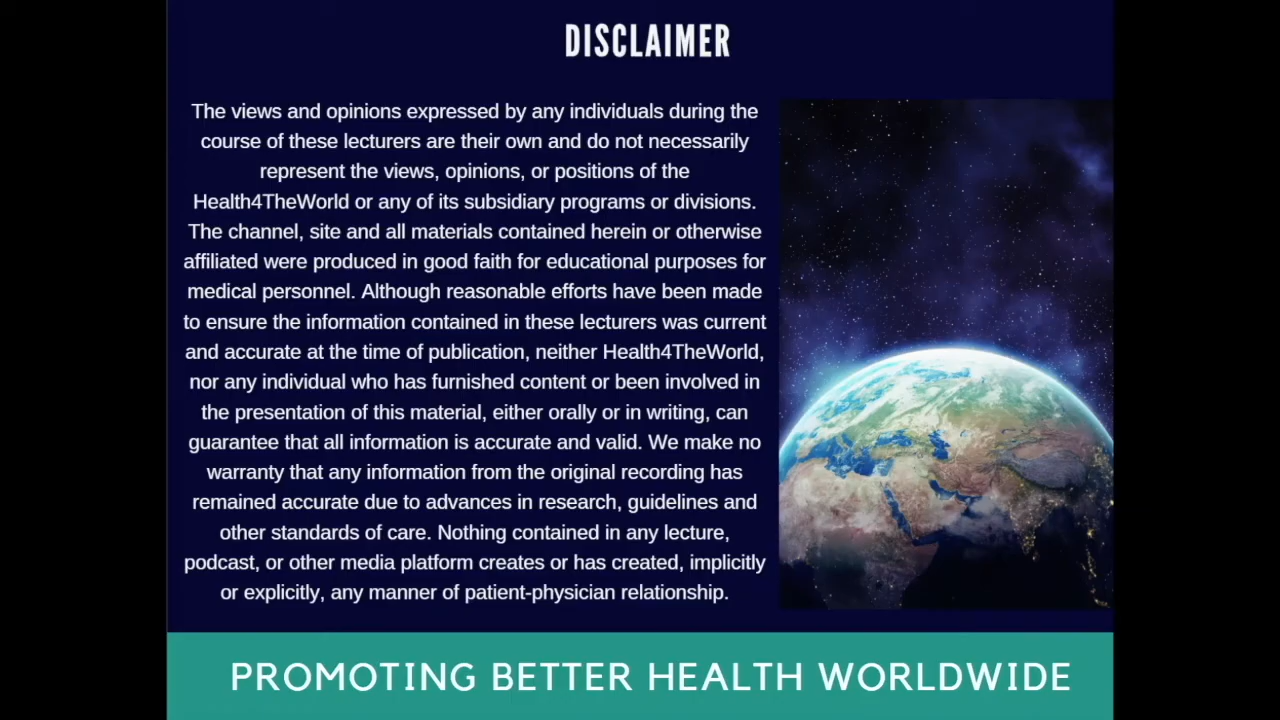 DISCLAIMER
The views and opinions expressed by any individuals during the
course of these lecturers are their own and do not necessarily
represent the views, opinions, or positions of the
Health4TheWorld or any of its subsidiary programs or divisions.
The channel, site and all materials contained herein or otherwise
affiliated were produced in good faith for educational purposes for
medical personnel. Although reasonable efforts have been made
to ensure the information contained in these lecturers was current
and accurate at the time of publication, neither Health4TheWorld,
nor any individual who has furnished content or been involved in
the presentation of this material, either orally or in writing, can
guarantee that all information is accurate and valid. We make no
warranty that any information from the original recording has
remained accurate due to advances in research, guidelines and
other standards of care. Nothing contained in any lecture,
podcast, or other media platform creates or has created, implicitly
or explicitly, any manner of patient-physician relationship.
PROMOTING BETTER HEALTH WORLDWIDE